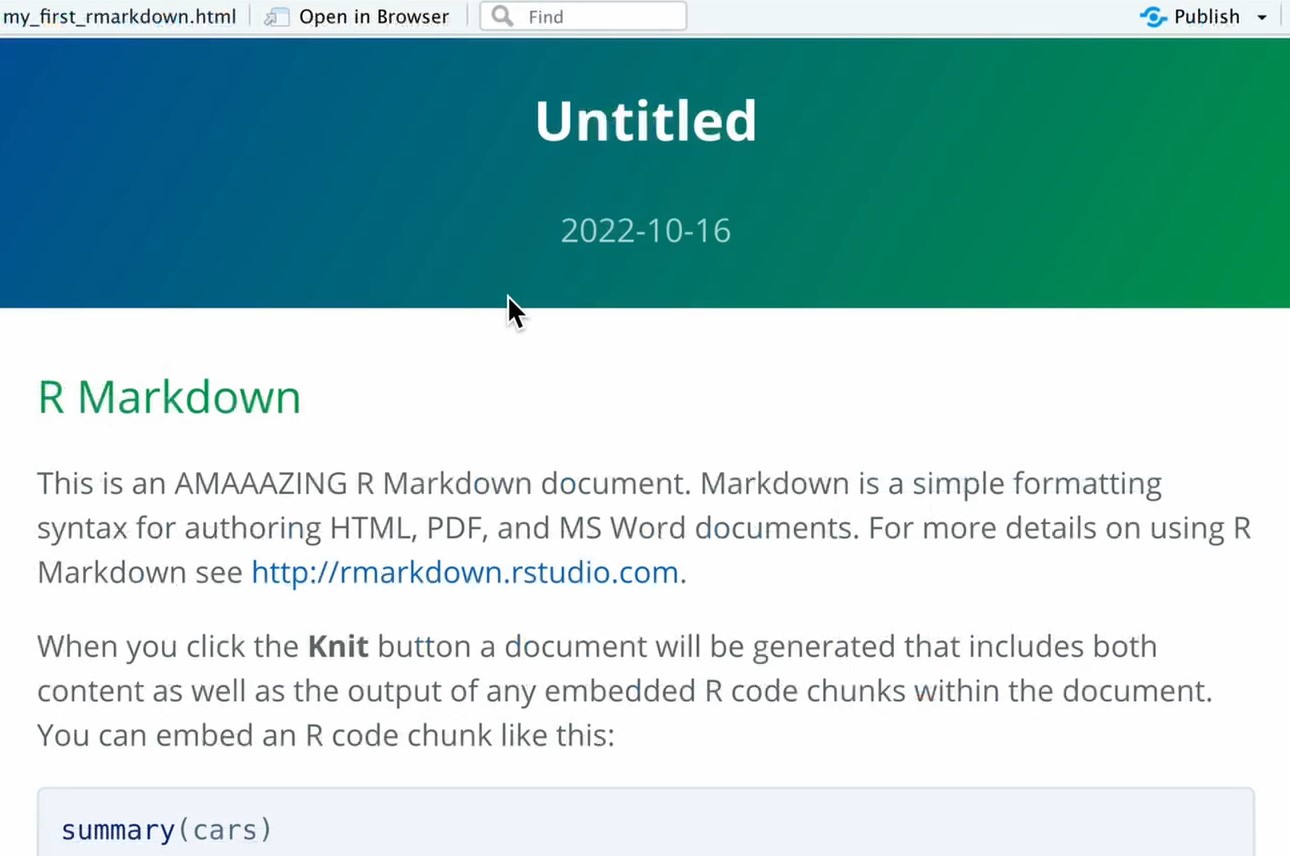 my_first_rmarkdown.html Open in Browser Find Publish
Untitled
2022-10-16
R Markdown
This is an AMAAAZING R Markdown document. Markdown is a simple formatting
syntax for authoring HTML, PDF, and MS Word documents. For more details on using R
Markdown see http://rmarkdown.rstudio.com.
When you click the Knit button a document will be generated that includes both
content as well as the output of any embedded R code chunks within the document.
You can embed an R code chunk like this:
summary(cars)